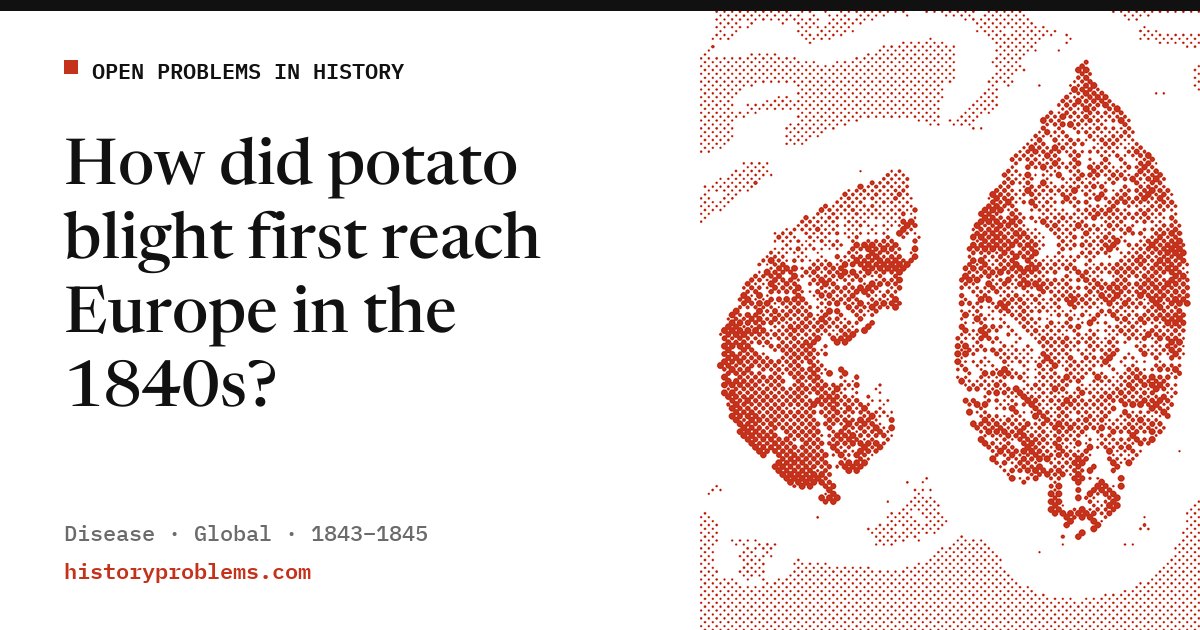 OPEN PROBLEMS IN HISTORY
How did potato
blight first reach
Europe in the
1840s?
Disease · Global · 1843–1845
historyproblems.com